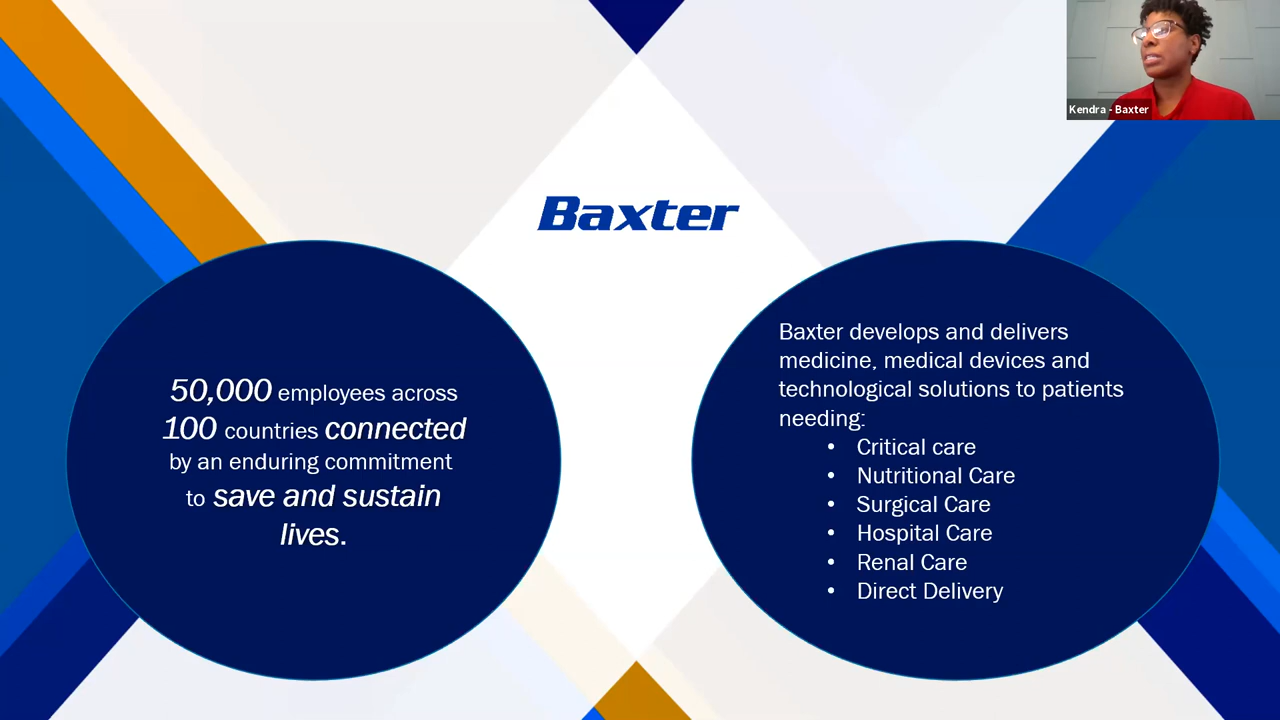 Kendra - Baxter
Baxter
50,000 employees across
100 countries connected
by an enduring commitment
to save and sustain
lives.
Baxter develops and delivers
medicine, medical devices and
technological solutions to patients
needing:
• Critical care
• Nutritional Care
• Surgical Care
• Hospital Care
• Renal Care
• Direct Delivery